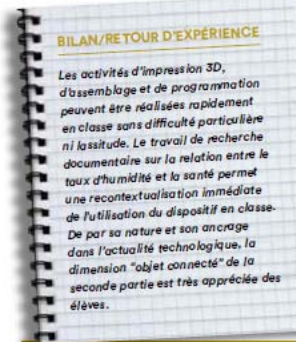 BILAN/RETOUR D'EXPÉRIENCE
Les activités d'impression 3D,
d'assemblage et de programmation
peuvent être réalisées rapidement
en classe sans difficulté particulière
ni lassitude. Le travail de recherche
documentaire sur la relation entre le
taux d'humidité et la santé permet
une recontextualisation immédiate
de l'utilisation du dispositif en classe.
De par sa nature et son ancrage
dans l'actualité technologique, la
dimension "objet connecté" de la
seconde partie est très appréciée des
élèves.